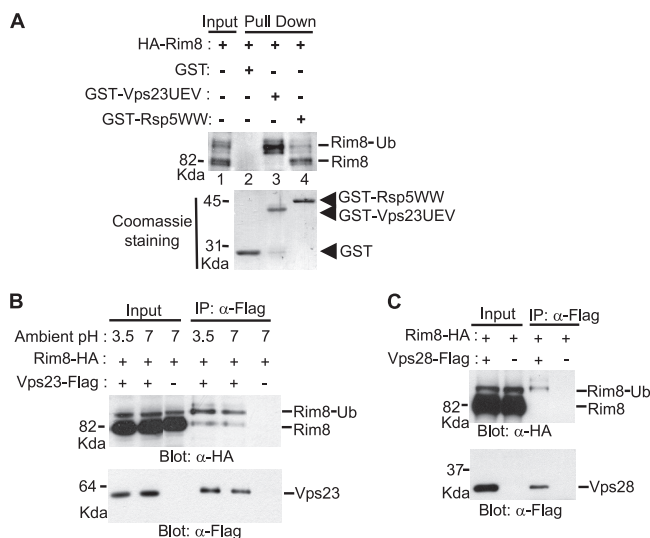 A
Input Pull Down
HA-Rim8 : + + + +
GST: - + - -
GST-Vps23UEV : - - + -
GST-Rsp5WW : - - - +
Rim8-Ub
82- Rim8
Kda
1 2 3 4
45- GST-Rsp5WW
GST-Vps23UEV
Coomassie
staining
31- GST
Kda
B
Input IP: α-Flag
Ambient pH 3.5 7 7 3.5 7 7
Rim8-HA : + + + + + +
Vps23-Flag : + + - + + -
Rim8-Ub
82- Rim8
Kda
Blot: α-HA
64- Vps23
Kda
Blot: α-Flag
C
Input IP: α-Flag
Rim8-HA : + + + +
Vps28-Flag : + - + -
Rim8-Ub
82- Rim8
Kda
Blot: α-HA
37-
Kda Vps28
Blot: α-Flag